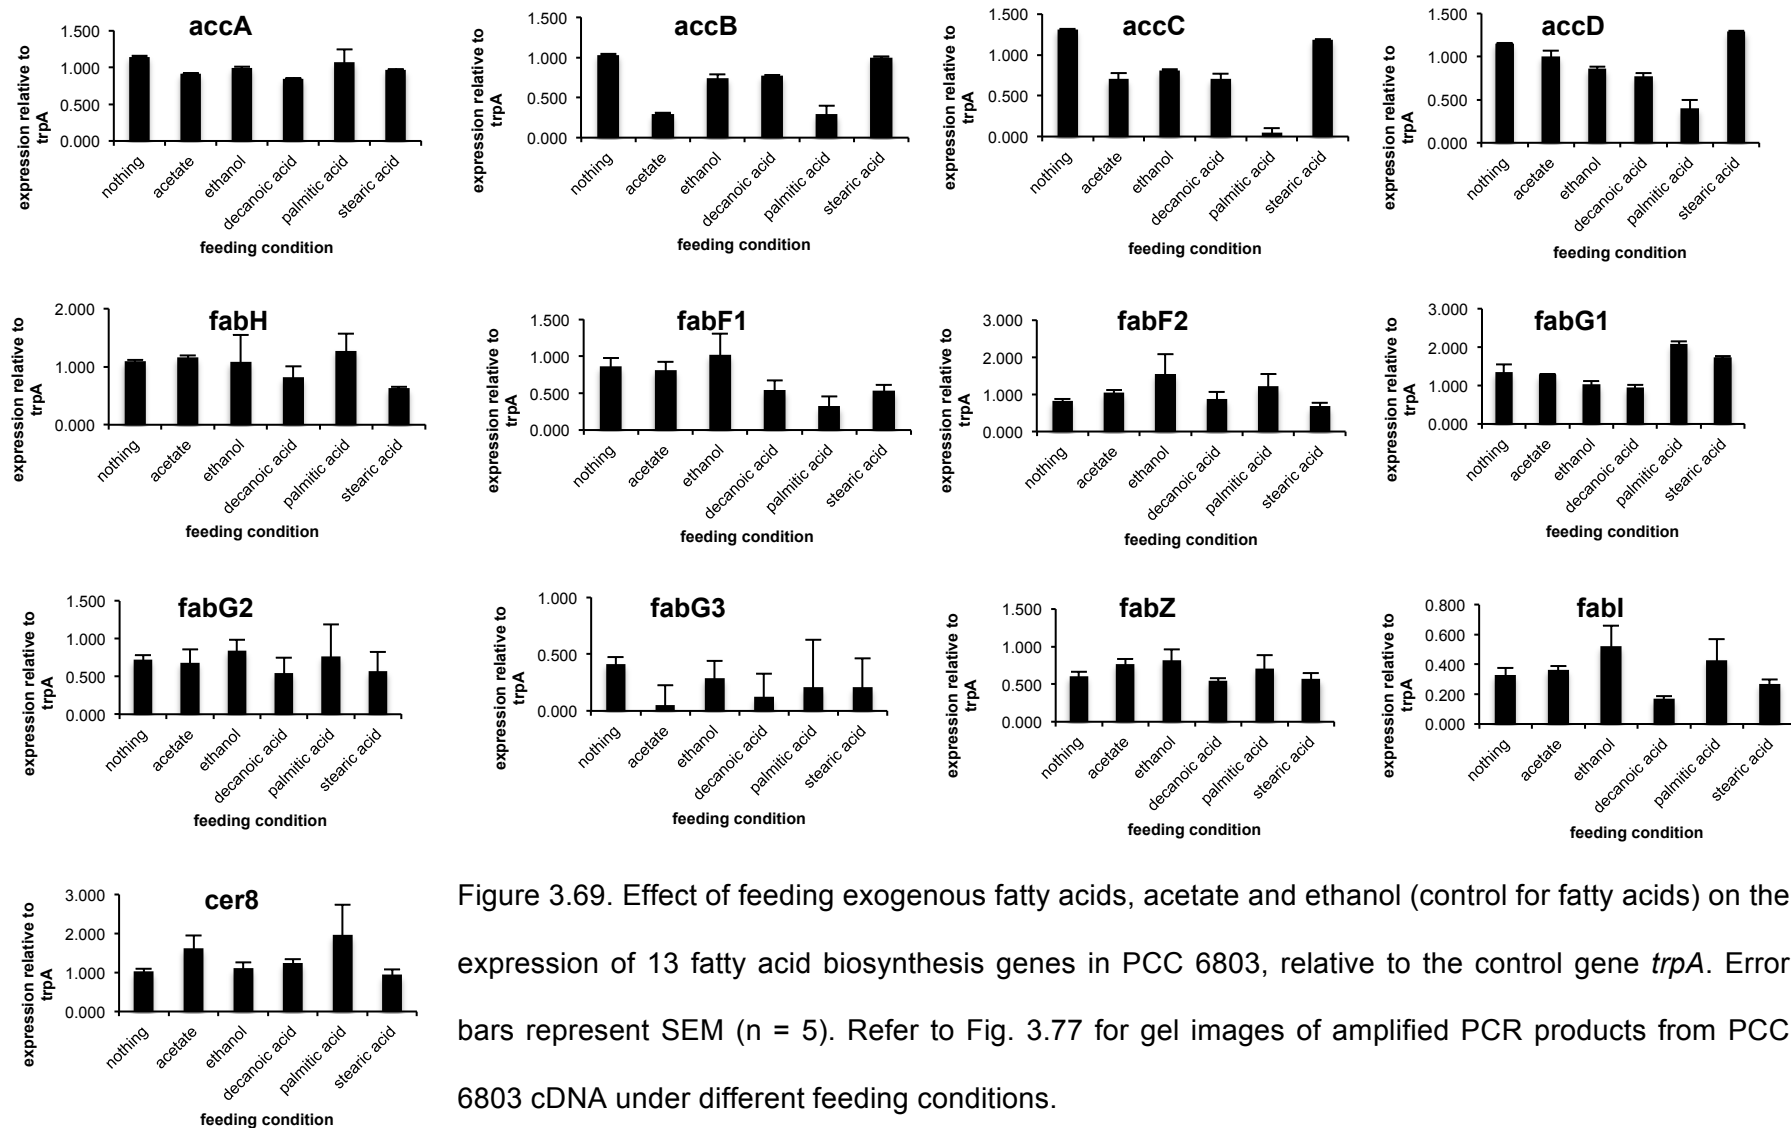 accA
1.500
1.000
0.500
0.000
expression relative to
trpA
nothing
acetate
ethanol
decanoic acid
palmitic acid
stearic acid
feeding condition
accB
1.500
1.000
0.500
0.000
expression relative to
trpA
nothing
acetate
ethanol
decanoic acid
palmitic acid
stearic acid
feeding condition
accC
1.500
1.000
0.500
0.000
expression relative to
trpA
nothing
acetate
ethanol
decanoic acid
palmitic acid
stearic acid
feeding condition
accD
1.500
1.000
0.500
0.000
expression relative to
trpA
nothing
acetate
ethanol
decanoic acid
palmitic acid
stearic acid
feeding condition
fabH
2.000
1.000
0.000
expression relative to
trpA
nothing
acetate
ethanol
decanoic acid
palmitic acid
stearic acid
feeding condition
fabF1
1.500
1.000
0.500
0.000
expression relative to
trpA
nothing
acetate
ethanol
decanoic acid
palmitic acid
stearic acid
feeding condition
fabF2
3.000
2.000
1.000
0.000
expression relative to
trpA
nothing
acetate
ethanol
decanoic acid
palmitic acid
stearic acid
feeding condition
fabG1
3.000
2.000
1.000
0.000
expression relative to
trpA
nothing
acetate
ethanol
decanoic acid
palmitic acid
stearic acid
feeding condition
fabG2
1.500
1.000
0.500
0.000
expression relative to
trpA
nothing
acetate
ethanol
decanoic acid
palmitic acid
stearic acid
feeding condition
fabG3
1.000
0.500
0.000
expression relative to
trpA
nothing
acetate
ethanol
decanoic acid
palmitic acid
stearic acid
feeding condition
fabZ
1.500
1.000
0.500
0.000
expression relative to
trpA
nothing
acetate
ethanol
decanoic acid
palmitic acid
stearic acid
feeding condition
fabI
0.800
0.600
0.400
0.200
0.000
expression relative to
trpA
nothing
acetate
ethanol
decanoic acid
palmitic acid
stearic acid
feeding condition
cer8
3.000
2.000
1.000
0.000
expression relative to
trpA
nothing
acetate
ethanol
decanoic acid
palmitic acid
stearic acid
feeding condition
Figure 3.69. Effect of feeding exogenous fatty acids, acetate and ethanol (control for fatty acids) on the
expression of 13 fatty acid biosynthesis genes in PCC 6803, relative to the control gene trpA. Error
bars represent SEM (n = 5). Refer to Fig. 3.77 for gel images of amplified PCR products from PCC
6803 cDNA under different feeding conditions.